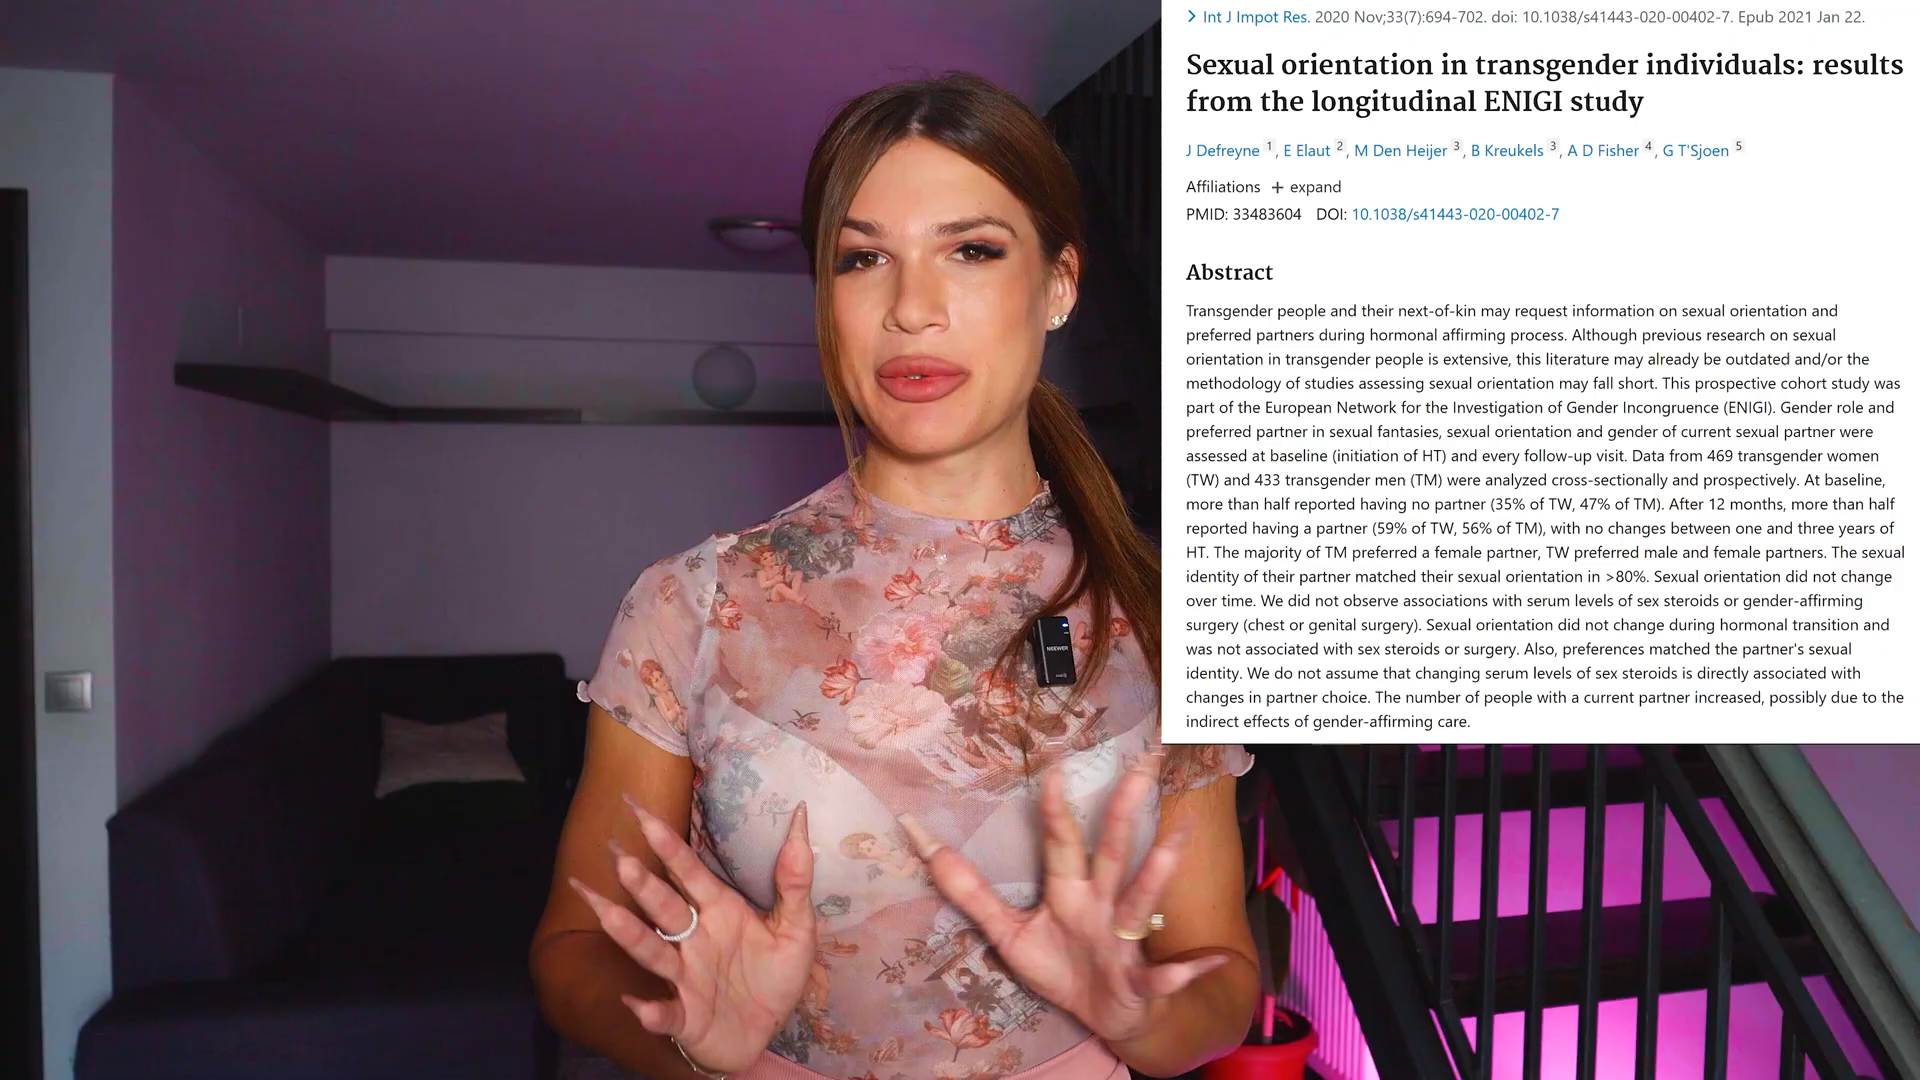 Int J Impot Res. 2020 Nov;33(7):694-702. doi: 10.1038/s41443-020-00402-7. Epub 2021 Jan 22.
Sexual orientation in transgender individuals: results
from the longitudinal ENIGI study
J Defreyne 1, E Elaut 2, M Den Heijer 3, B Kreukels 3, A D Fisher 4, G T'Sjoen 5
Affiliations + expand
PMID: 33483604 DOI: 10.1038/s41443-020-00402-7
Abstract
Transgender people and their next-of-kin may request information on sexual orientation and
preferred partners during hormonal affirming process. Although previous research on sexual
orientation in transgender people is extensive, this literature may already be outdated and/or the
methodology of studies assessing sexual orientation may fall short. This prospective cohort study was
part of the European Network for the Investigation of Gender Incongruence (ENIGI). Gender role and
preferred partner in sexual fantasies, sexual orientation and gender of current sexual partner were
assessed at baseline (initiation of HT) and every follow-up visit. Data from 469 transgender women
(TW) and 433 transgender men (TM) were analyzed cross-sectionally and prospectively. At baseline,
more than half reported having no partner (35% of TW, 47% of TM). After 12 months, more than half
reported having a partner (59% of TW, 56% of TM), with no changes between one and three years of
HT. The majority of TM preferred a female partner, TW preferred male and female partners. The sexual
identity of their partner matched their sexual orientation in >80%. Sexual orientation did not change
over time. We did not observe associations with serum levels of sex steroids or gender-affirming
surgery (chest or genital surgery). Sexual orientation did not change during hormonal transition and
was not associated with sex steroids or surgery. Also, preferences matched the partner's sexual
identity. We do not assume that changing serum levels of sex steroids is directly associated with
changes in partner choice. The number of people with a current partner increased, possibly due to the
indirect effects of gender-affirming care.
NEEWER